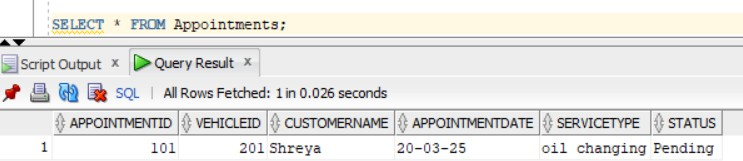 SELECT * FROM Appointments;
Script Output x Query Result x
SQL | All Rows Fetched: 1 in 0.026 seconds
APPOINTMENTID VEHICLEID CUSTOMERNAME APPOINTMENTDATE SERVICETYPE STATUS
1 101 201 Shreya 20-03-25 oil changing Pending